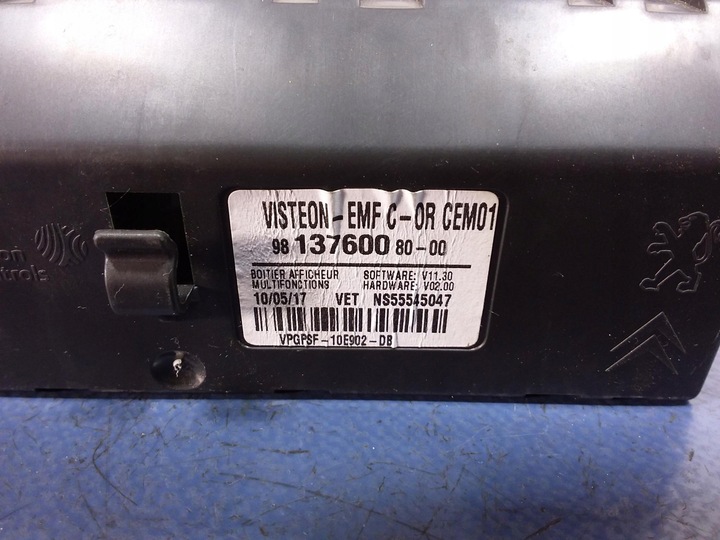 VISTEON-EMF C-OR CEM01
98 137600 80-00
BOITIER AFFICHEUR SOFTWARE: V11.30
MULTIFONCTIONS HARDWARE: V02.00
10/05/17 VET NS55545047
VPGPSF-10E902-DB